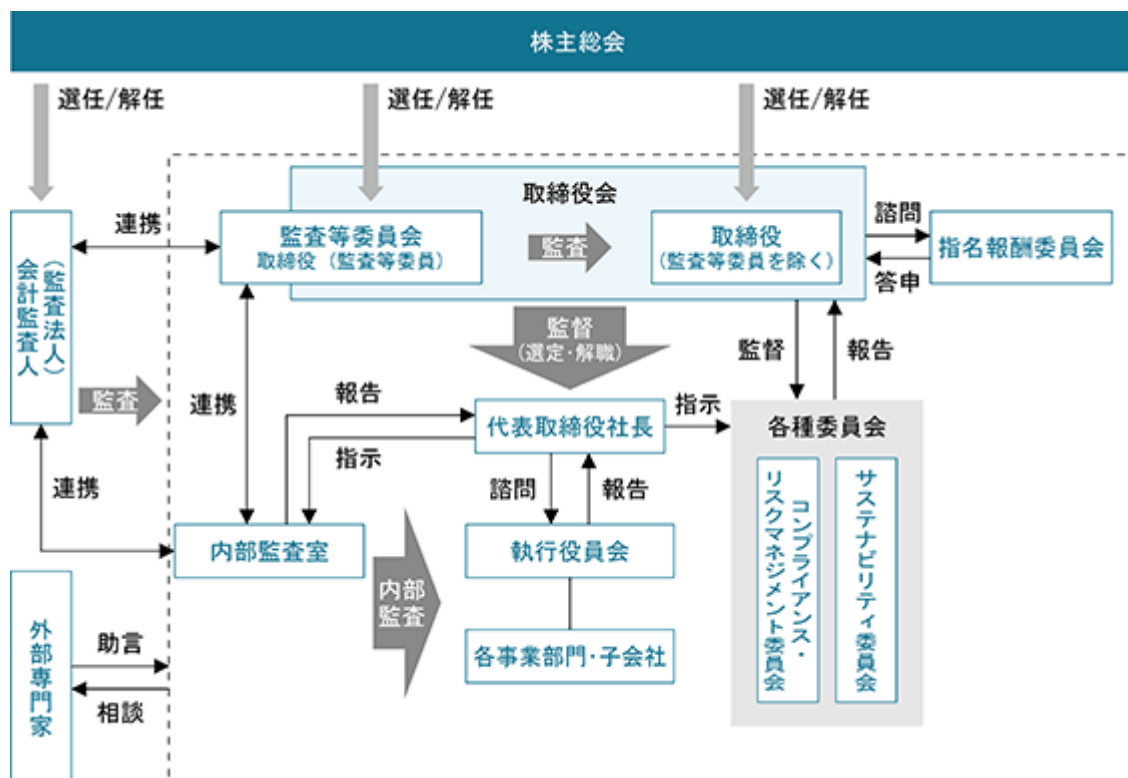 株主総会
選任/解任
選任/解任
選任/解任
取締役会
連携
監査等委員会
取締役（監査等委員）
監査
取締役
(監査等委員を除く)
諮問
答申
指名報酬委員会
会計監査人
(監査法人)
監査
監督
(選定・解職)
監督
報告
連携
報告
指示
代表取締役社長
指示
各種委員会
連携
諮問
報告
内部監査室
内部
監査
執行役員会
各事業部門・子会社
コンプライアンス・
リスクマネジメント委員会
サステナビリティ委員会
外部専門家
助言
相談